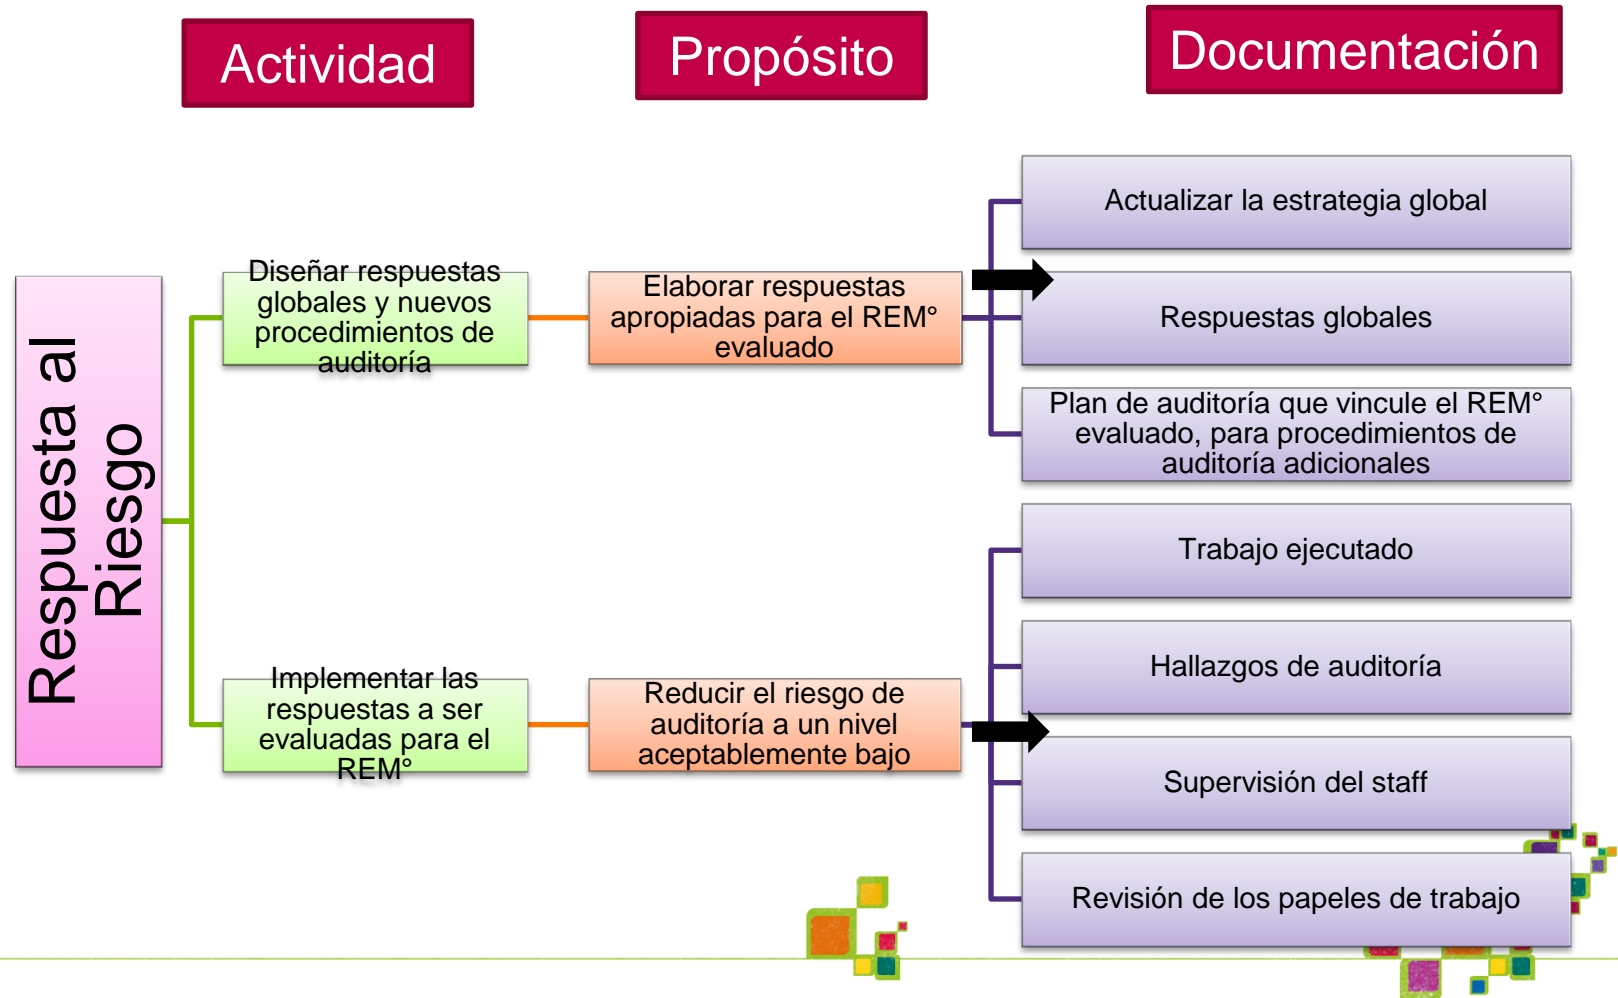 Actividad
Propósito
Documentación
Respuesta al
Riesgo
Diseñar respuestas
globales y nuevos
procedimientos de
auditoría
Elaborar respuestas
apropiadas para el REM°
evaluado
Actualizar la estrategia global
Respuestas globales
Plan de auditoría que vincule el REM°
evaluado, para procedimientos de
auditoría adicionales
Implementar las
respuestas a ser
evaluadas para el
REM°
Reducir el riesgo de
auditoría a un nivel
aceptablemente bajo
Trabajo ejecutado
Hallazgos de auditoría
Supervisión del staff
Revisión de los papeles de trabajo